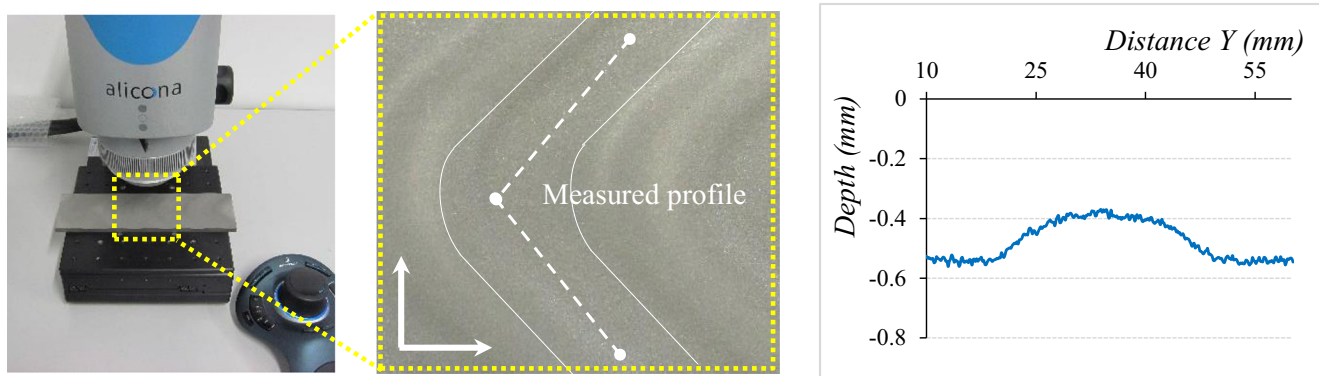 alicona
Measured profile
Distance Y (mm)
10 25 40 55
0
-0.2
-0.4
-0.6
-0.8
Depth (mm)